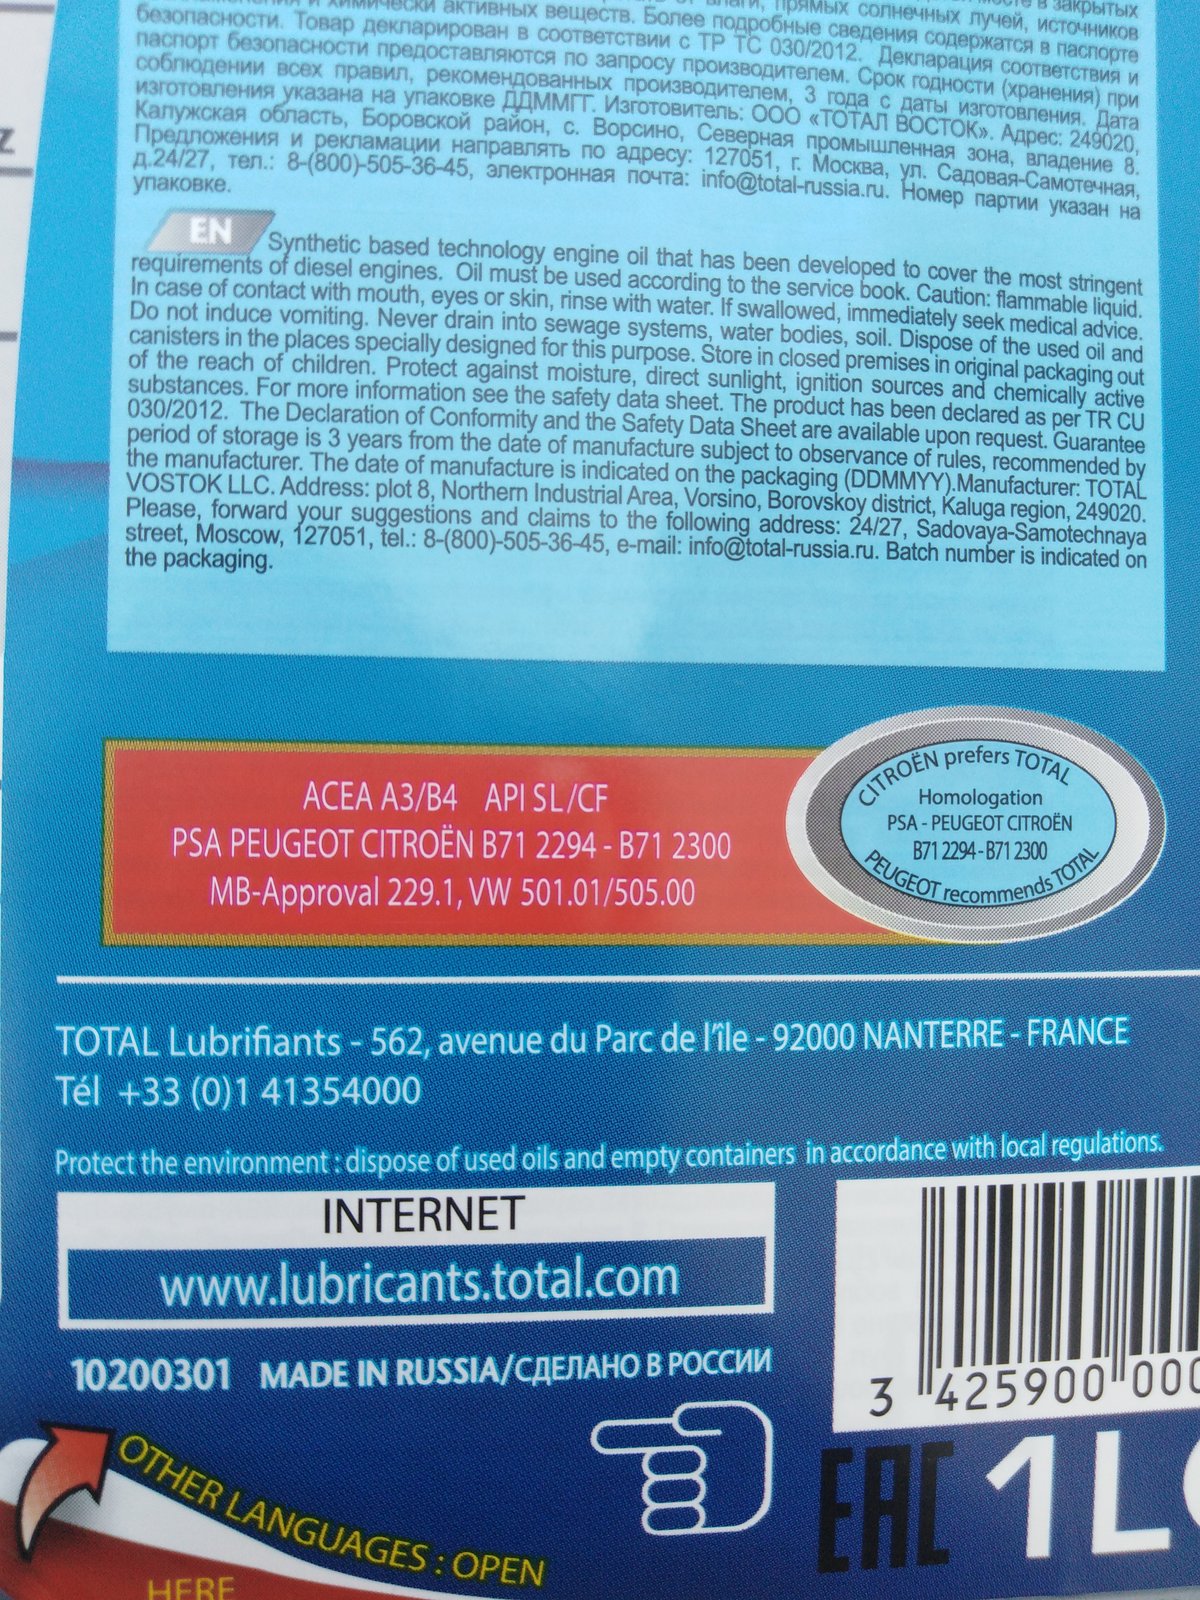 химически активных веществ. Более подробные сведения содержатся в паспорте
безопасности. Товар декларирован в соответствии с ТР ТС 030/2012. Декларация соответствия и
паспорт безопасности предоставляются по запросу производителем. Срок годности (хранения) при
соблюдении всех правил, рекомендованных производителем, 3 года с даты изготовления. Дата
изготовления указана на упаковке ДДММГГ. Изготовитель: ООО «ТОТАЛ ВОСТОК». Адрес: 249020,
Калужская область, Боровской район, с. Ворсино, Северная промышленная зона, владение 8.
Предложения и рекламации направлять по адресу: 127051, г. Москва, ул. Садовая-Самотечная,
д.24/27, тел.: 8-(800)-505-36-45, электронная почта: info@total-russia.ru. Номер партии указан на
упаковке.
EN Synthetic based technology engine oil that has been developed to cover the most stringent
requirements of diesel engines. Oil must be used according to the service book. Caution: flammable liquid.
In case of contact with mouth, eyes or skin, rinse with water. If swallowed, immediately seek medical advice.
Do not induce vomiting. Never drain into sewage systems, water bodies, soil. Dispose of the used oil and
canisters in the places specially designed for this purpose. Store in closed premises in original packaging out
of the reach of children. Protect against moisture, direct sunlight, ignition sources and chemically active
substances. For more information see the safety data sheet. The product has been declared as per TR CU
030/2012. The Declaration of Conformity and the Safety Data Sheet are available upon request. Guarantee
period of storage is 3 years from the date of manufacture subject to observance of rules, recommended by
the manufacturer. The date of manufacture is indicated on the packaging (DDMMYY).Manufacturer: TOTAL
VOSTOK LLC. Address: plot 8, Northern Industrial Area, Vorsino, Borovskoy district, Kaluga region, 249020.
Please, forward your suggestions and claims to the following address: 24/27, Sadovaya-Samotechnaya
street, Moscow, 127051, tel.: 8-(800)-505-36-45, e-mail: info@total-russia.ru. Batch number is indicated on
the packaging.
ACEA A3/B4 API SL/CF
PSA PEUGEOT CITROËN B71 2294 - B71 2300
MB-Approval 229.1, VW 501.01/505.00
CITROËN prefers TOTAL
Homologation
PSA - PEUGEOT CITROËN
B71 2294 - B71 2300
PEUGEOT recommends TOTAL
TOTAL Lubrifiants - 562, avenue du Parc de l'île - 92000 NANTERRE - FRANCE
Tél +33 (0)1 41354000
Protect the environment : dispose of used oils and empty containers in accordance with local regulations.
INTERNET
www.lubricants.total.com
10200301 MADE IN RUSSIA/СДЕЛАНО В РОССИИ
3 425900 000
EAC 1L
OTHER LANGUAGES : OPEN
HERE